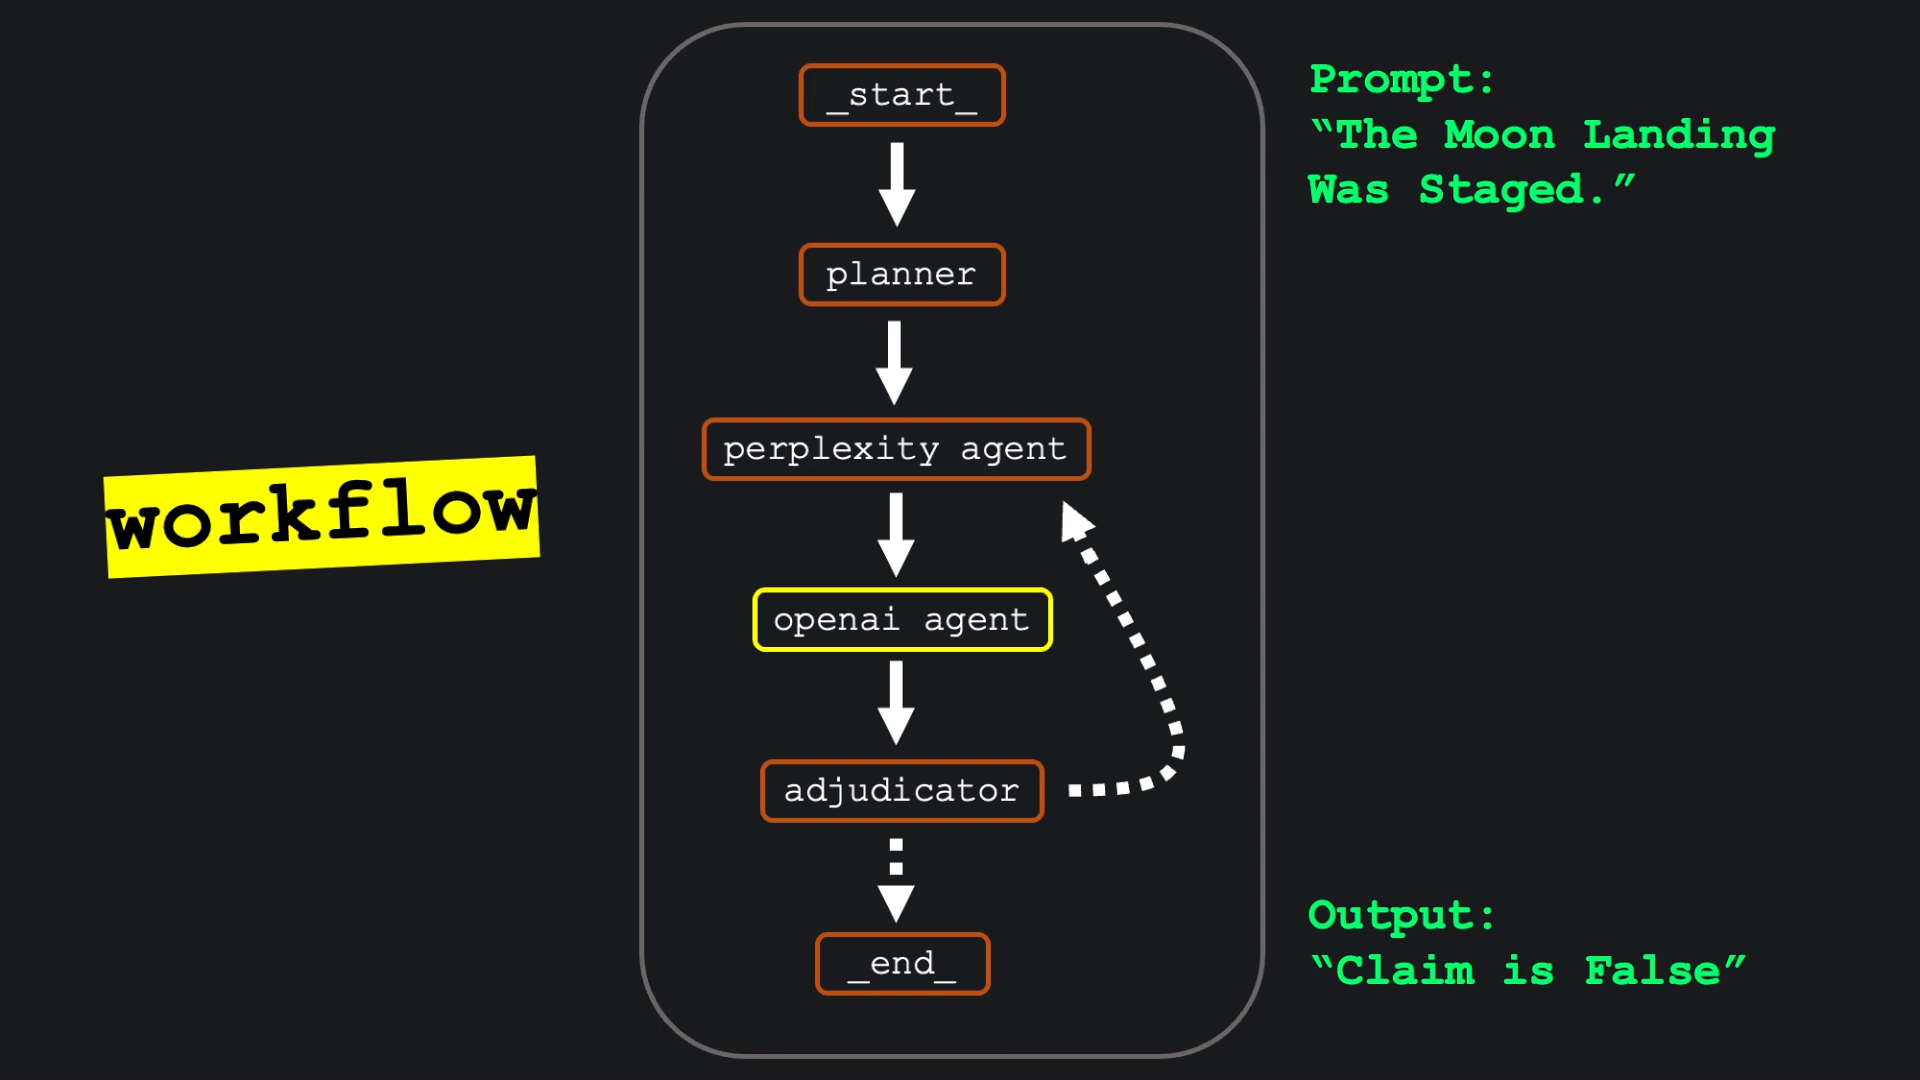 workflow
_start_
planner
perplexity agent
openai agent
adjudicator
_end_
Prompt:
“The Moon Landing
Was Staged.”
Output:
“Claim is False”